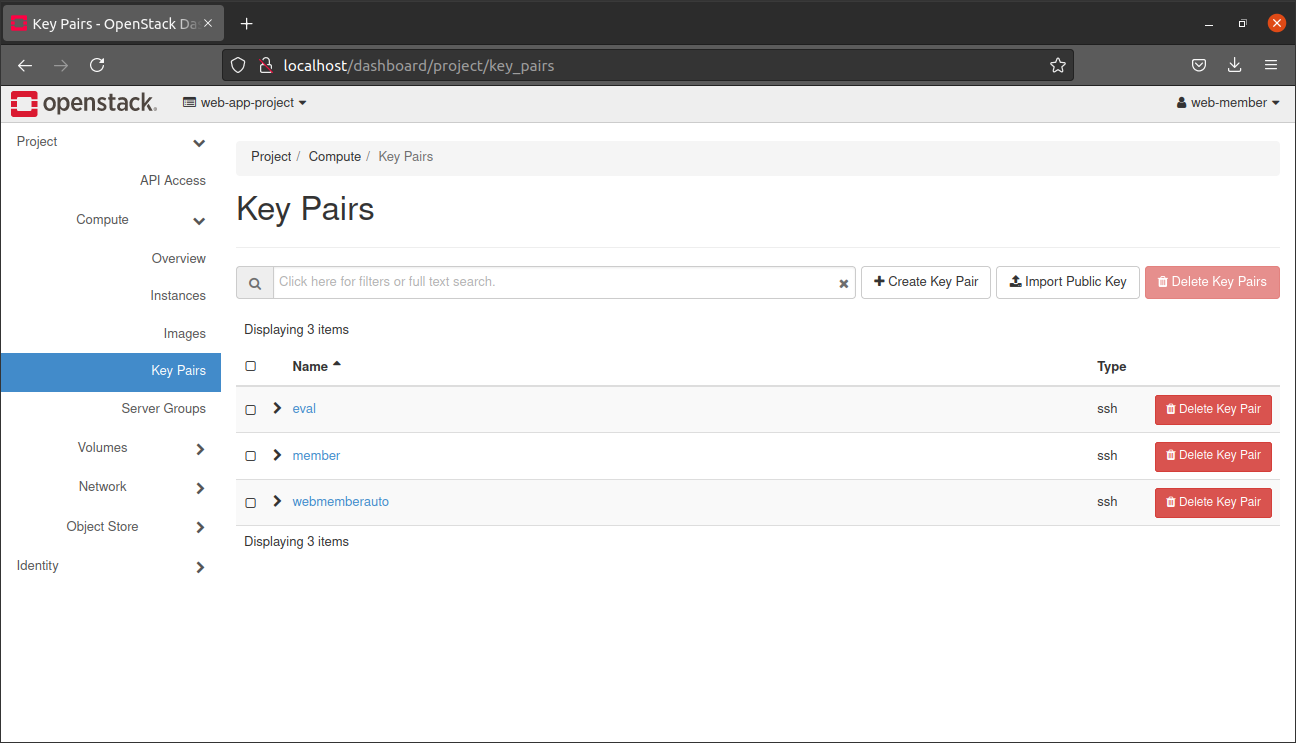 Key Pairs - OpenStack Da
localhost/dashboard/project/key_pairs
openstack. web-app-project web-member
Project
API Access
Compute
Overview
Instances
Images
Key Pairs
Server Groups
Volumes
Network
Object Store
Identity
Project / Compute / Key Pairs
Key Pairs
Click here for filters or full text search. Create Key Pair Import Public Key Delete Key Pairs
Displaying 3 items
Name Type
eval ssh Delete Key Pair
member ssh Delete Key Pair
webmemberauto ssh Delete Key Pair
Displaying 3 items